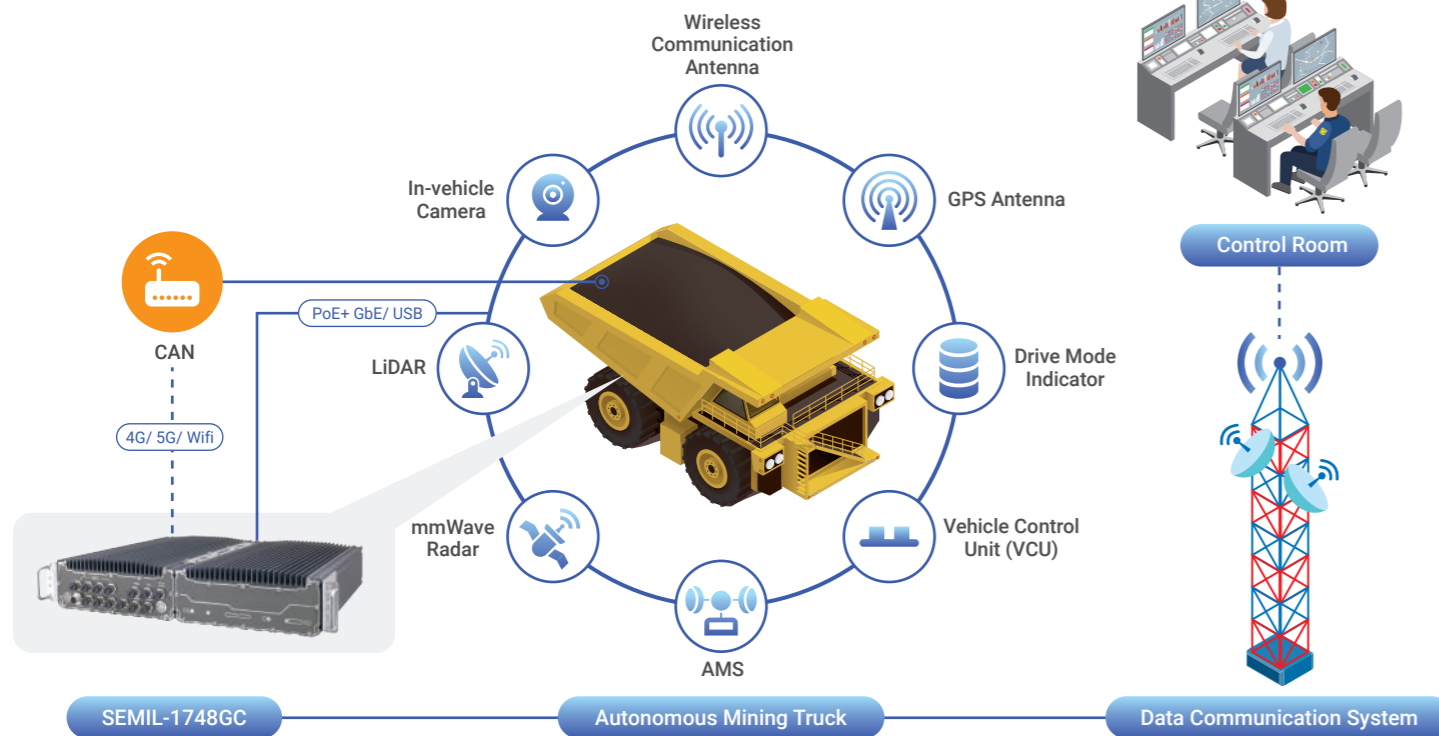 Wireless
Communication
Antenna
In-vehicle
Camera
GPS Antenna
Control Room
PoE+ GbE/ USB
CAN
LiDAR
Drive Mode
Indicator
4G/ 5G/ Wifi
mmWave
Radar
Vehicle Control
Unit (VCU)
AMS
SEMIL-1748GC
Autonomous Mining Truck
Data Communication System